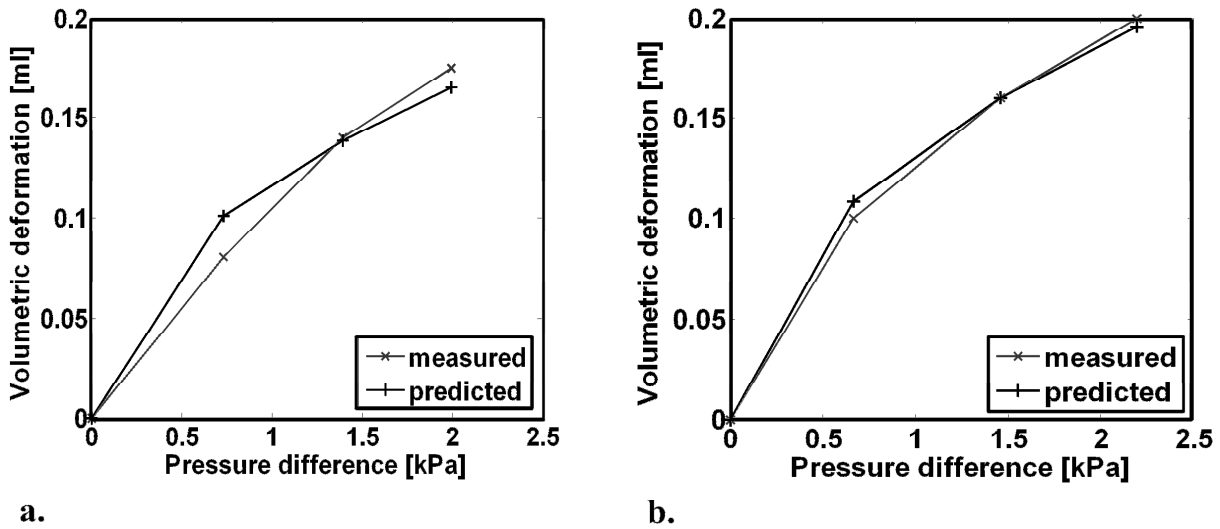 0.2
0.15
0.1
0.05
0
Volumetric deformation [ml]
0 0.5 1 1.5 2 2.5
Pressure difference [kPa]
measured
predicted
a.
0.2
0.15
0.1
0.05
0
Volumetric deformation [ml]
0 0.5 1 1.5 2 2.5
Pressure difference [kPa]
measured
predicted
b.